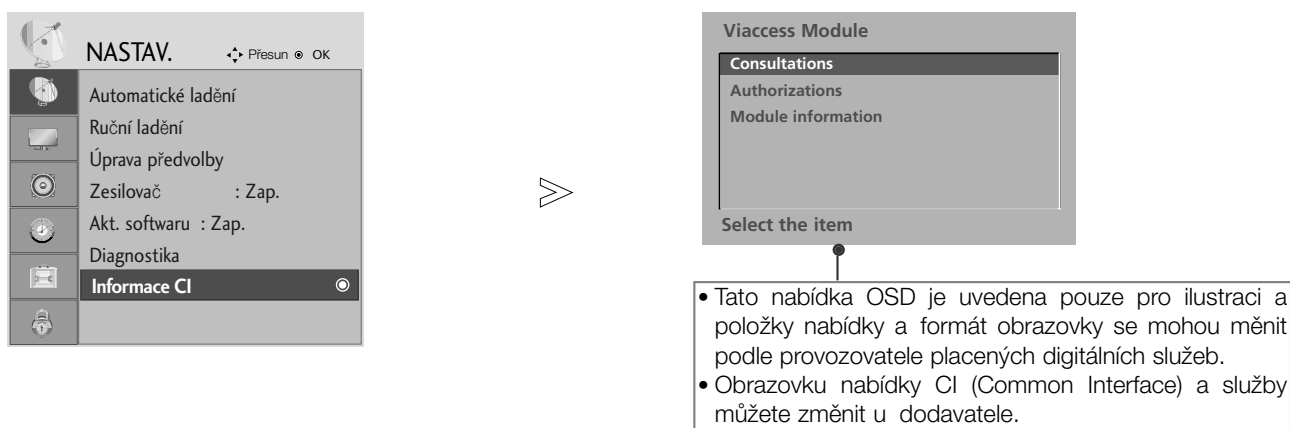 NASTAV.
Přesun
OK
Automatické ladění
Ruční ladění
Úprava předvolby
Zesilovač : Zap.
Akt. softwaru : Zap.
Diagnostika
Informace CI
Viaccess Module
Consultations
Authorizations
Module information
Select the item
• Tato nabídka OSD je uvedena pouze pro ilustraci a
položky nabídky a formát obrazovky se mohou měnit
podle provozovatele placených digitálních služeb.
• Obrazovku nabídky CI (Common Interface) a služby
můžete změnit u dodavatele.